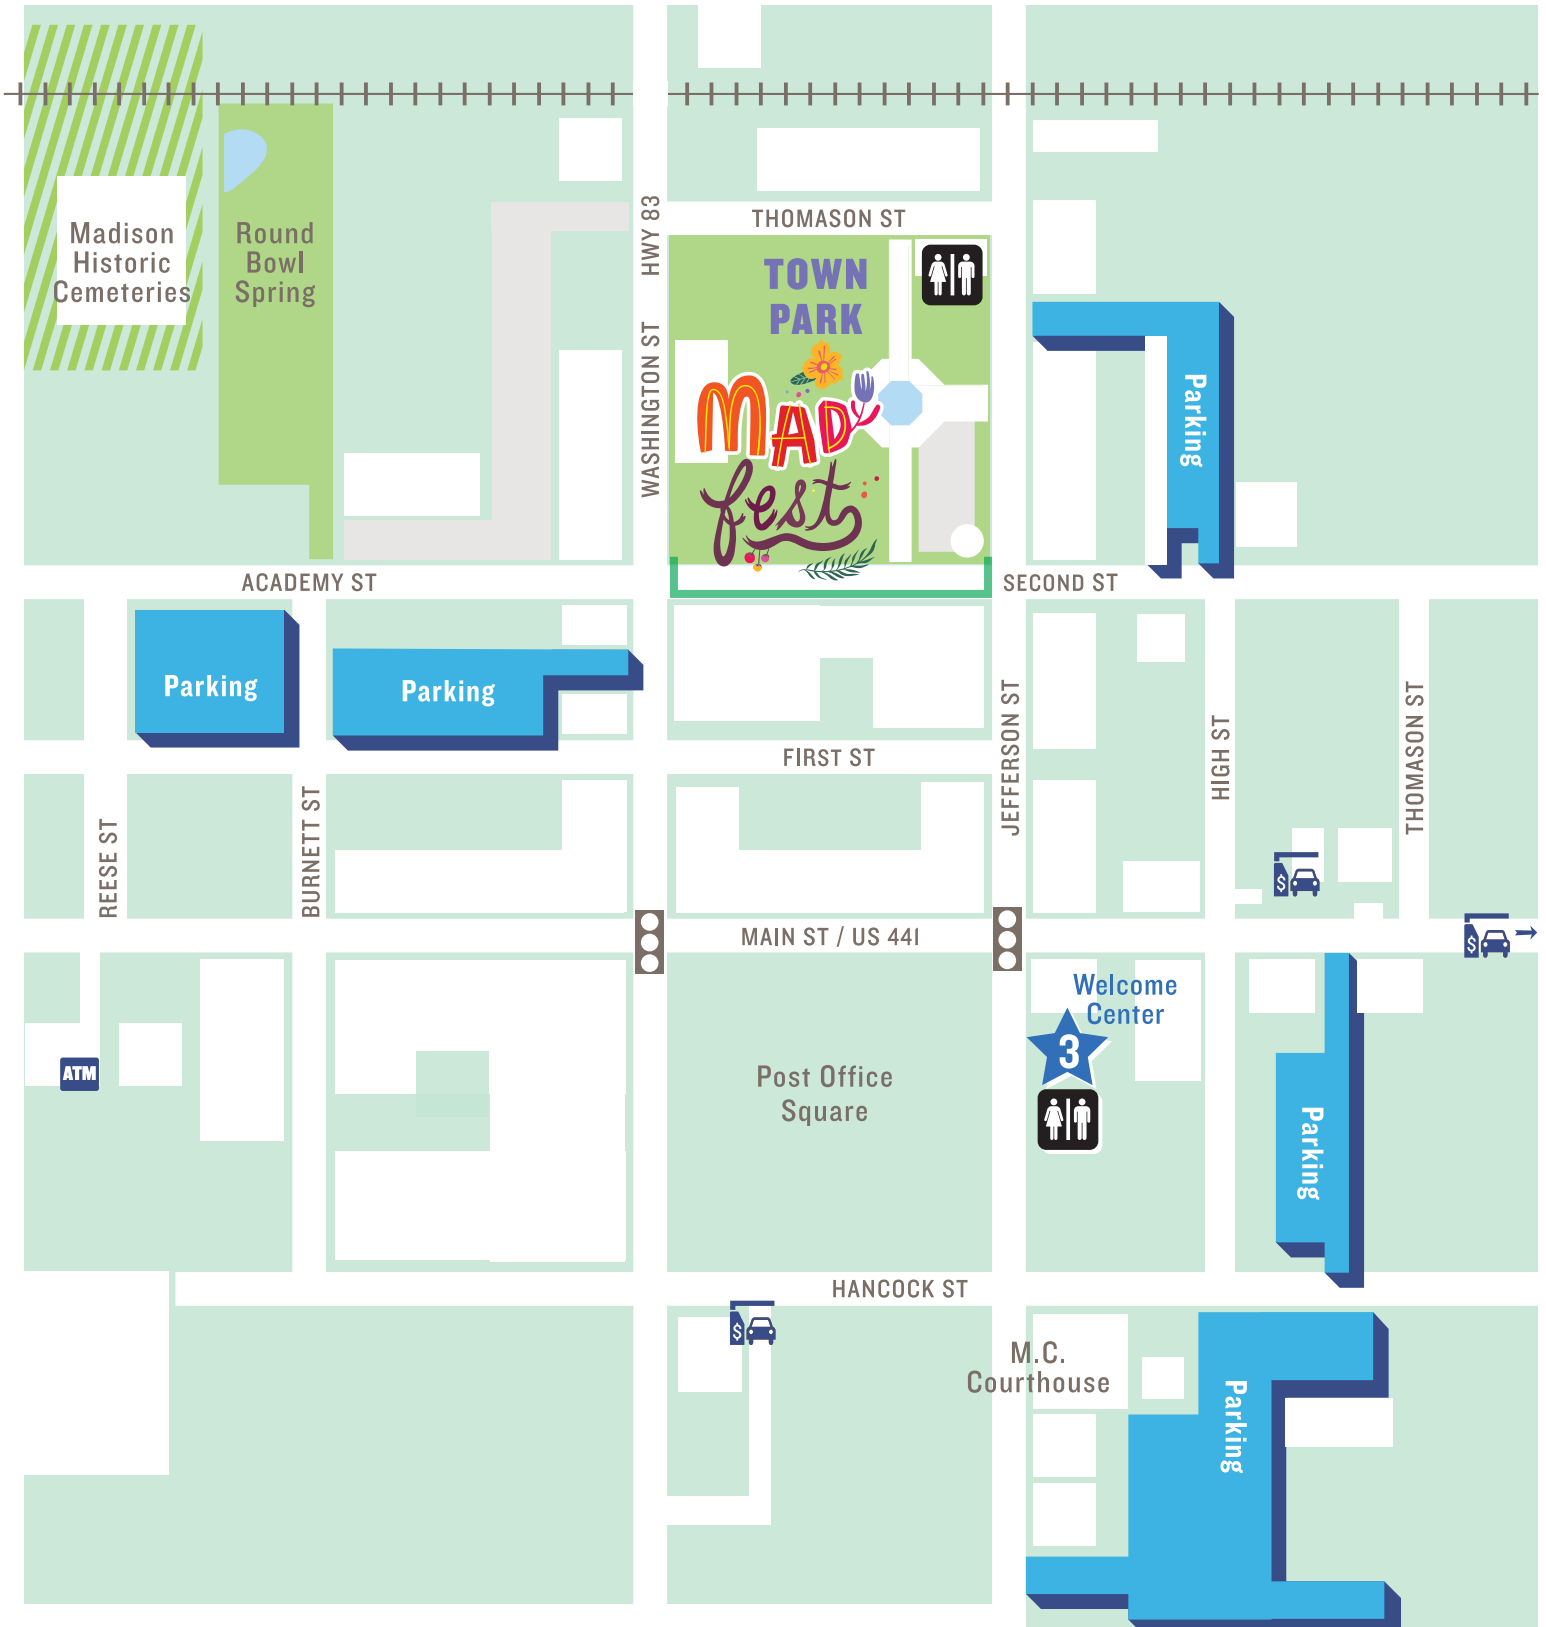 Madison
Historic
Cemeteries
Round
Bowl
Spring
HWY 83
WASHINGTON ST
THOMASON ST
TOWN
PARK
MAD
fest
Parking
ACADEMY ST
SECOND ST
Parking
Parking
FIRST ST
JEFFERSON ST
HIGH ST
THOMASON ST
REESE ST
BURNETT ST
$
MAIN ST / US 441
$
Welcome
Center
3
ATM
Post Office
Square
Parking
HANCOCK ST
$
M.C.
Courthouse
Parking